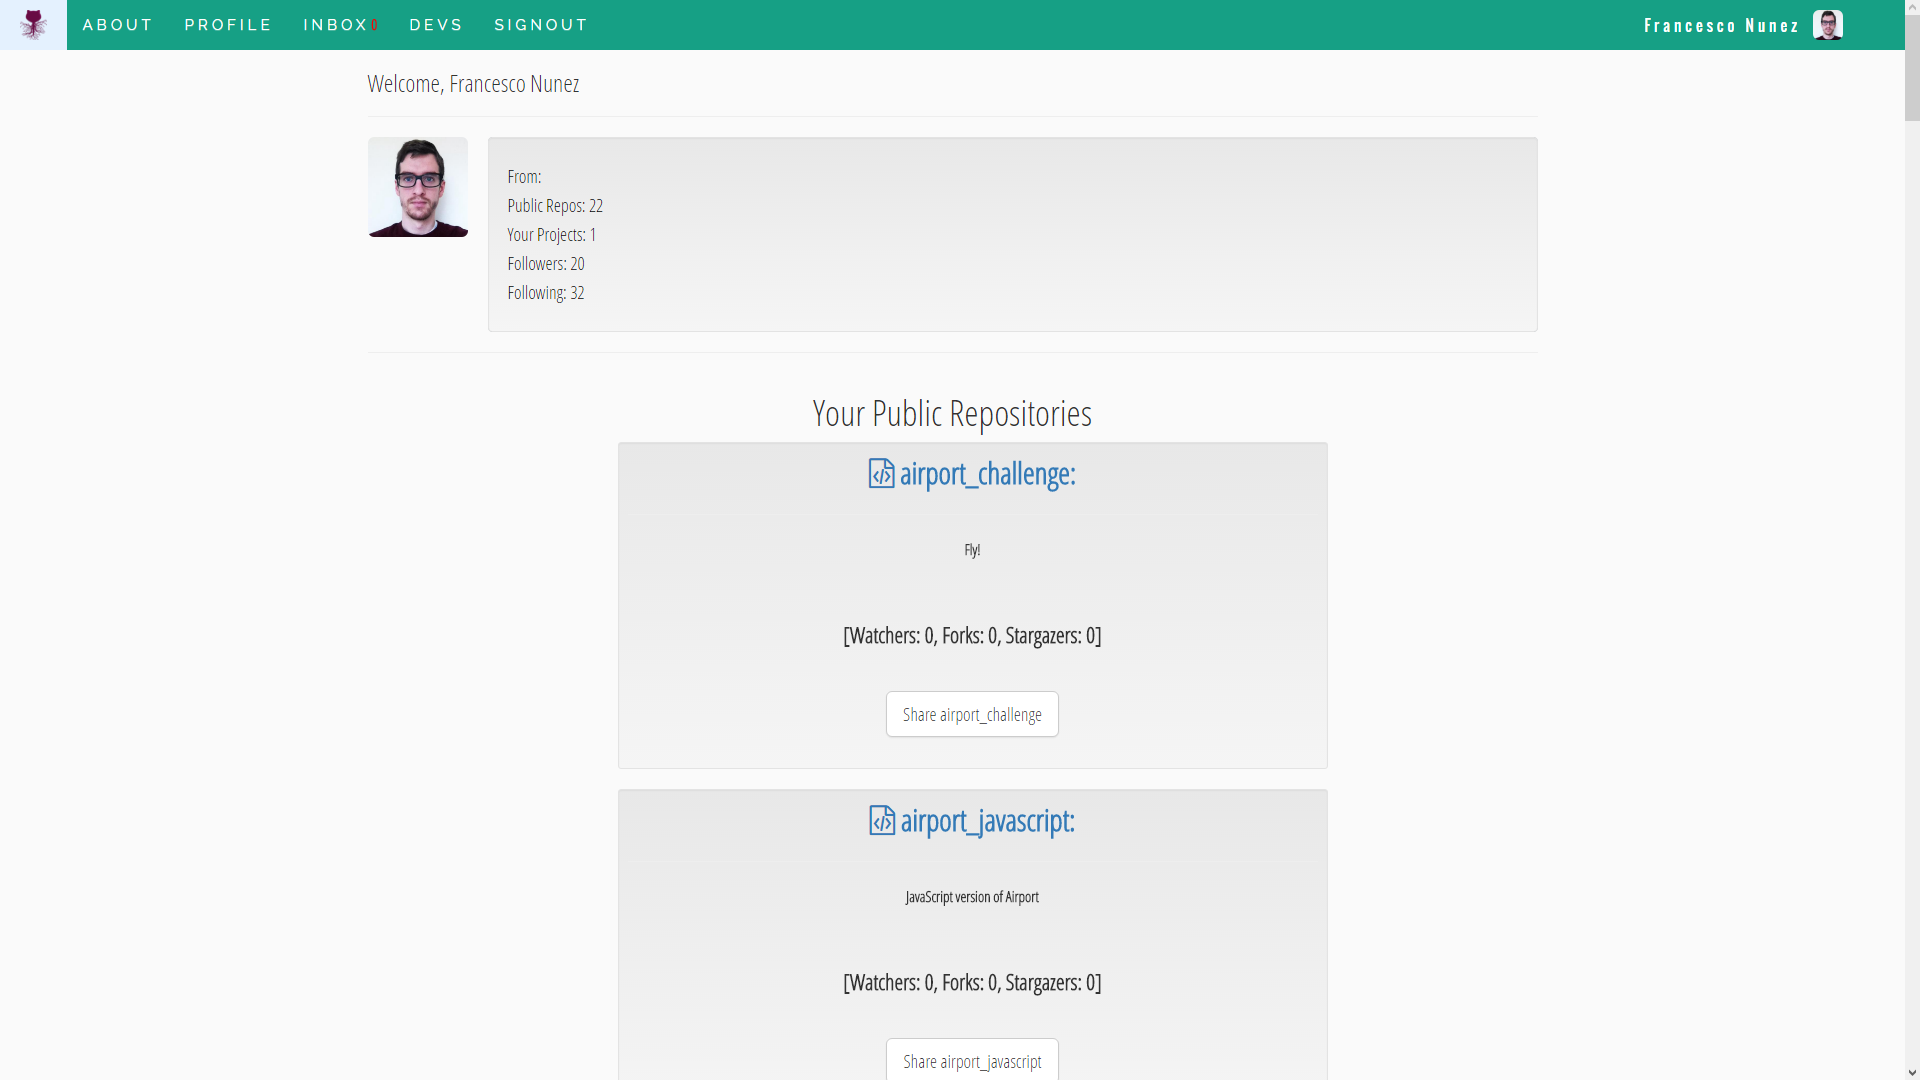 ABOUT PROFILE INBOX 0 DEVS SIGNOUT Francesco Nunez
Welcome, Francesco Nunez
From:
Public Repos: 22
Your Projects: 1
Followers: 20
Following: 32
Your Public Repositories
airport_challenge:
Fly!
[Watchers: 0, Forks: 0, Stargazers: 0]
Share airport_challenge
airport_javascript:
JavaScript version of Airport
[Watchers: 0, Forks: 0, Stargazers: 0]
Share airport_javascript